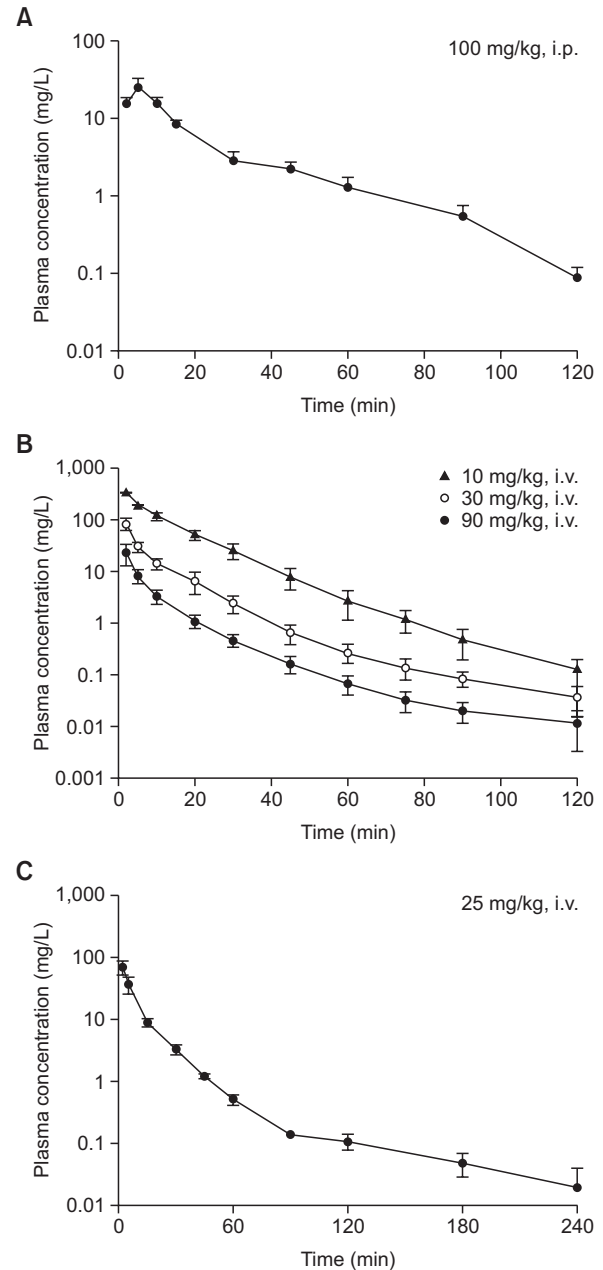 A
100 mg/kg, i.p.
Plasma concentration (mg/L)
100
10
1
0.1
0.01
0 20 40 60 80 100 120
Time (min)
B
10 mg/kg, i.v.
30 mg/kg, i.v.
90 mg/kg, i.v.
Plasma concentration (mg/L)
1,000
100
10
1
0.1
0.01
0.001
0 20 40 60 80 100 120
Time (min)
C
25 mg/kg, i.v.
Plasma concentration (mg/L)
1,000
100
10
1
0.1
0.01
0 60 120 180 240
Time (min)